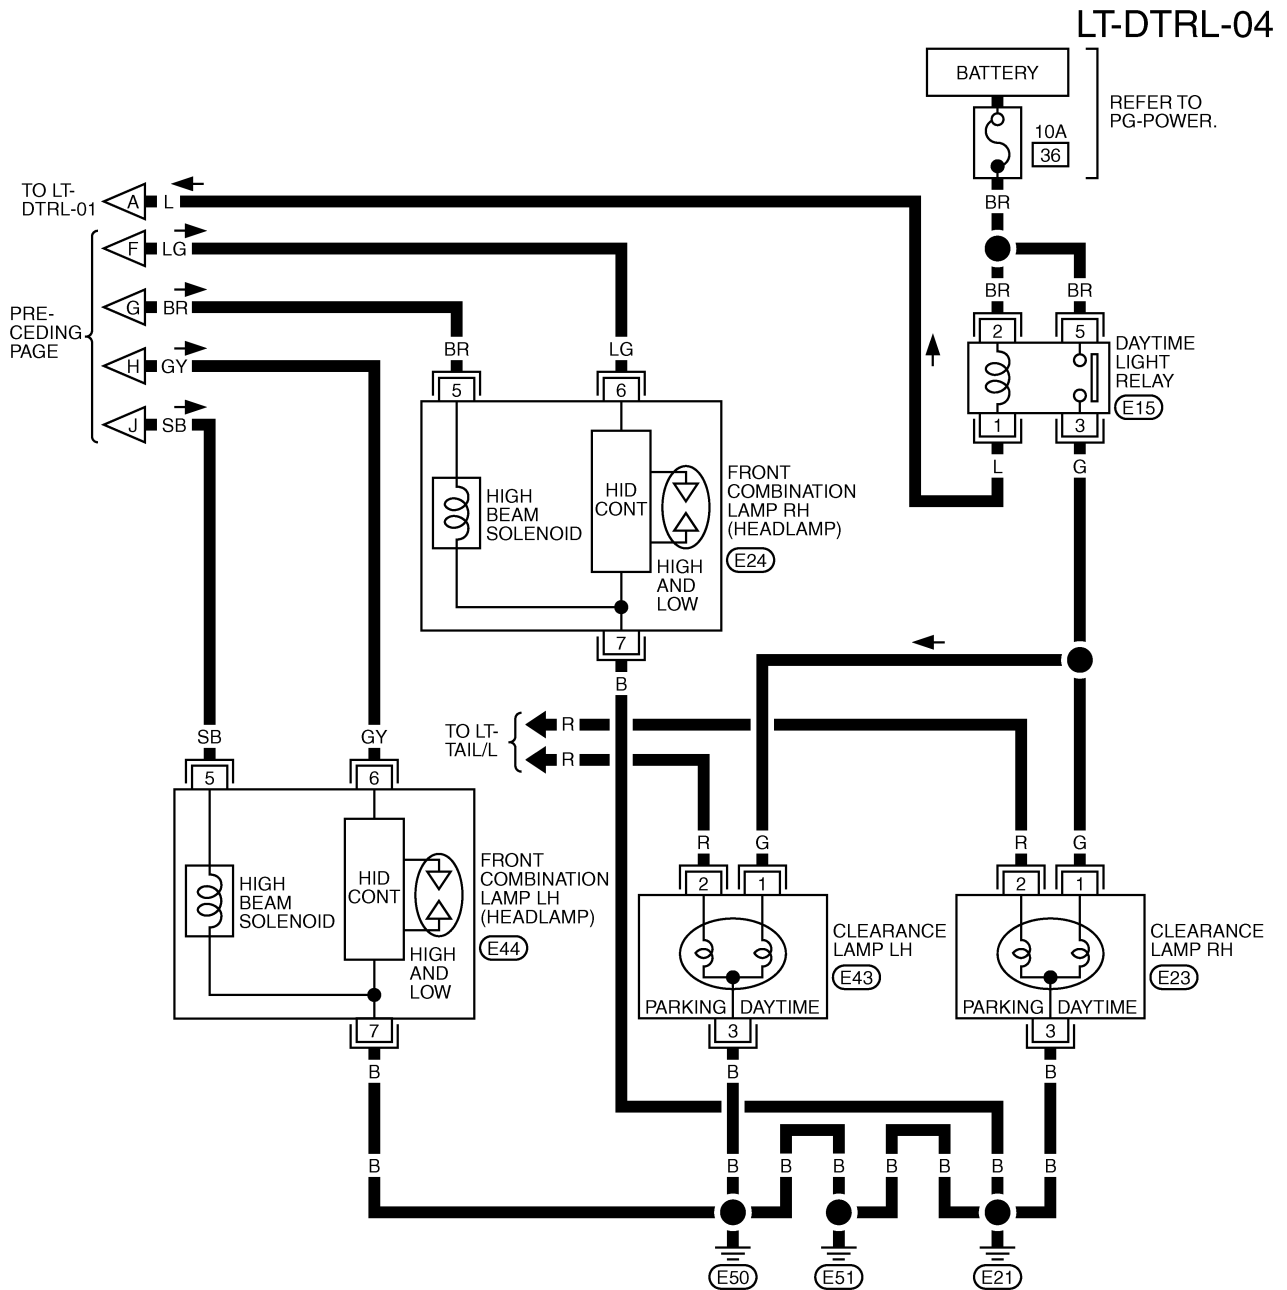 LT-DTRL-04
BATTERY
REFER TO
PG-POWER.
10A
36
TO LT-
DTRL-01
A
L
BR
F
LG
G
BR
PRE-
CEDING
PAGE
H
GY
J
SB
BR
BR
2
5
DAYTIME
LIGHT
RELAY
E15
1
3
L
G
BR
LG
5
6
HIGH
BEAM
SOLENOID
HID
CONT
HIGH
AND
LOW
FRONT
COMBINATION
LAMP RH
(HEADLAMP)
E24
7
B
TO LT-
TAIL/L
R
R
SB
GY
5
6
HIGH
BEAM
SOLENOID
HID
CONT
HIGH
AND
LOW
FRONT
COMBINATION
LAMP LH
(HEADLAMP)
E44
7
B
R
G
2
1
PARKING
DAYTIME
CLEARANCE
LAMP LH
E43
3
B
R
G
2
1
PARKING
DAYTIME
CLEARANCE
LAMP RH
E23
3
B
B
B
B
B
B
B
B
B
E50
E51
E21